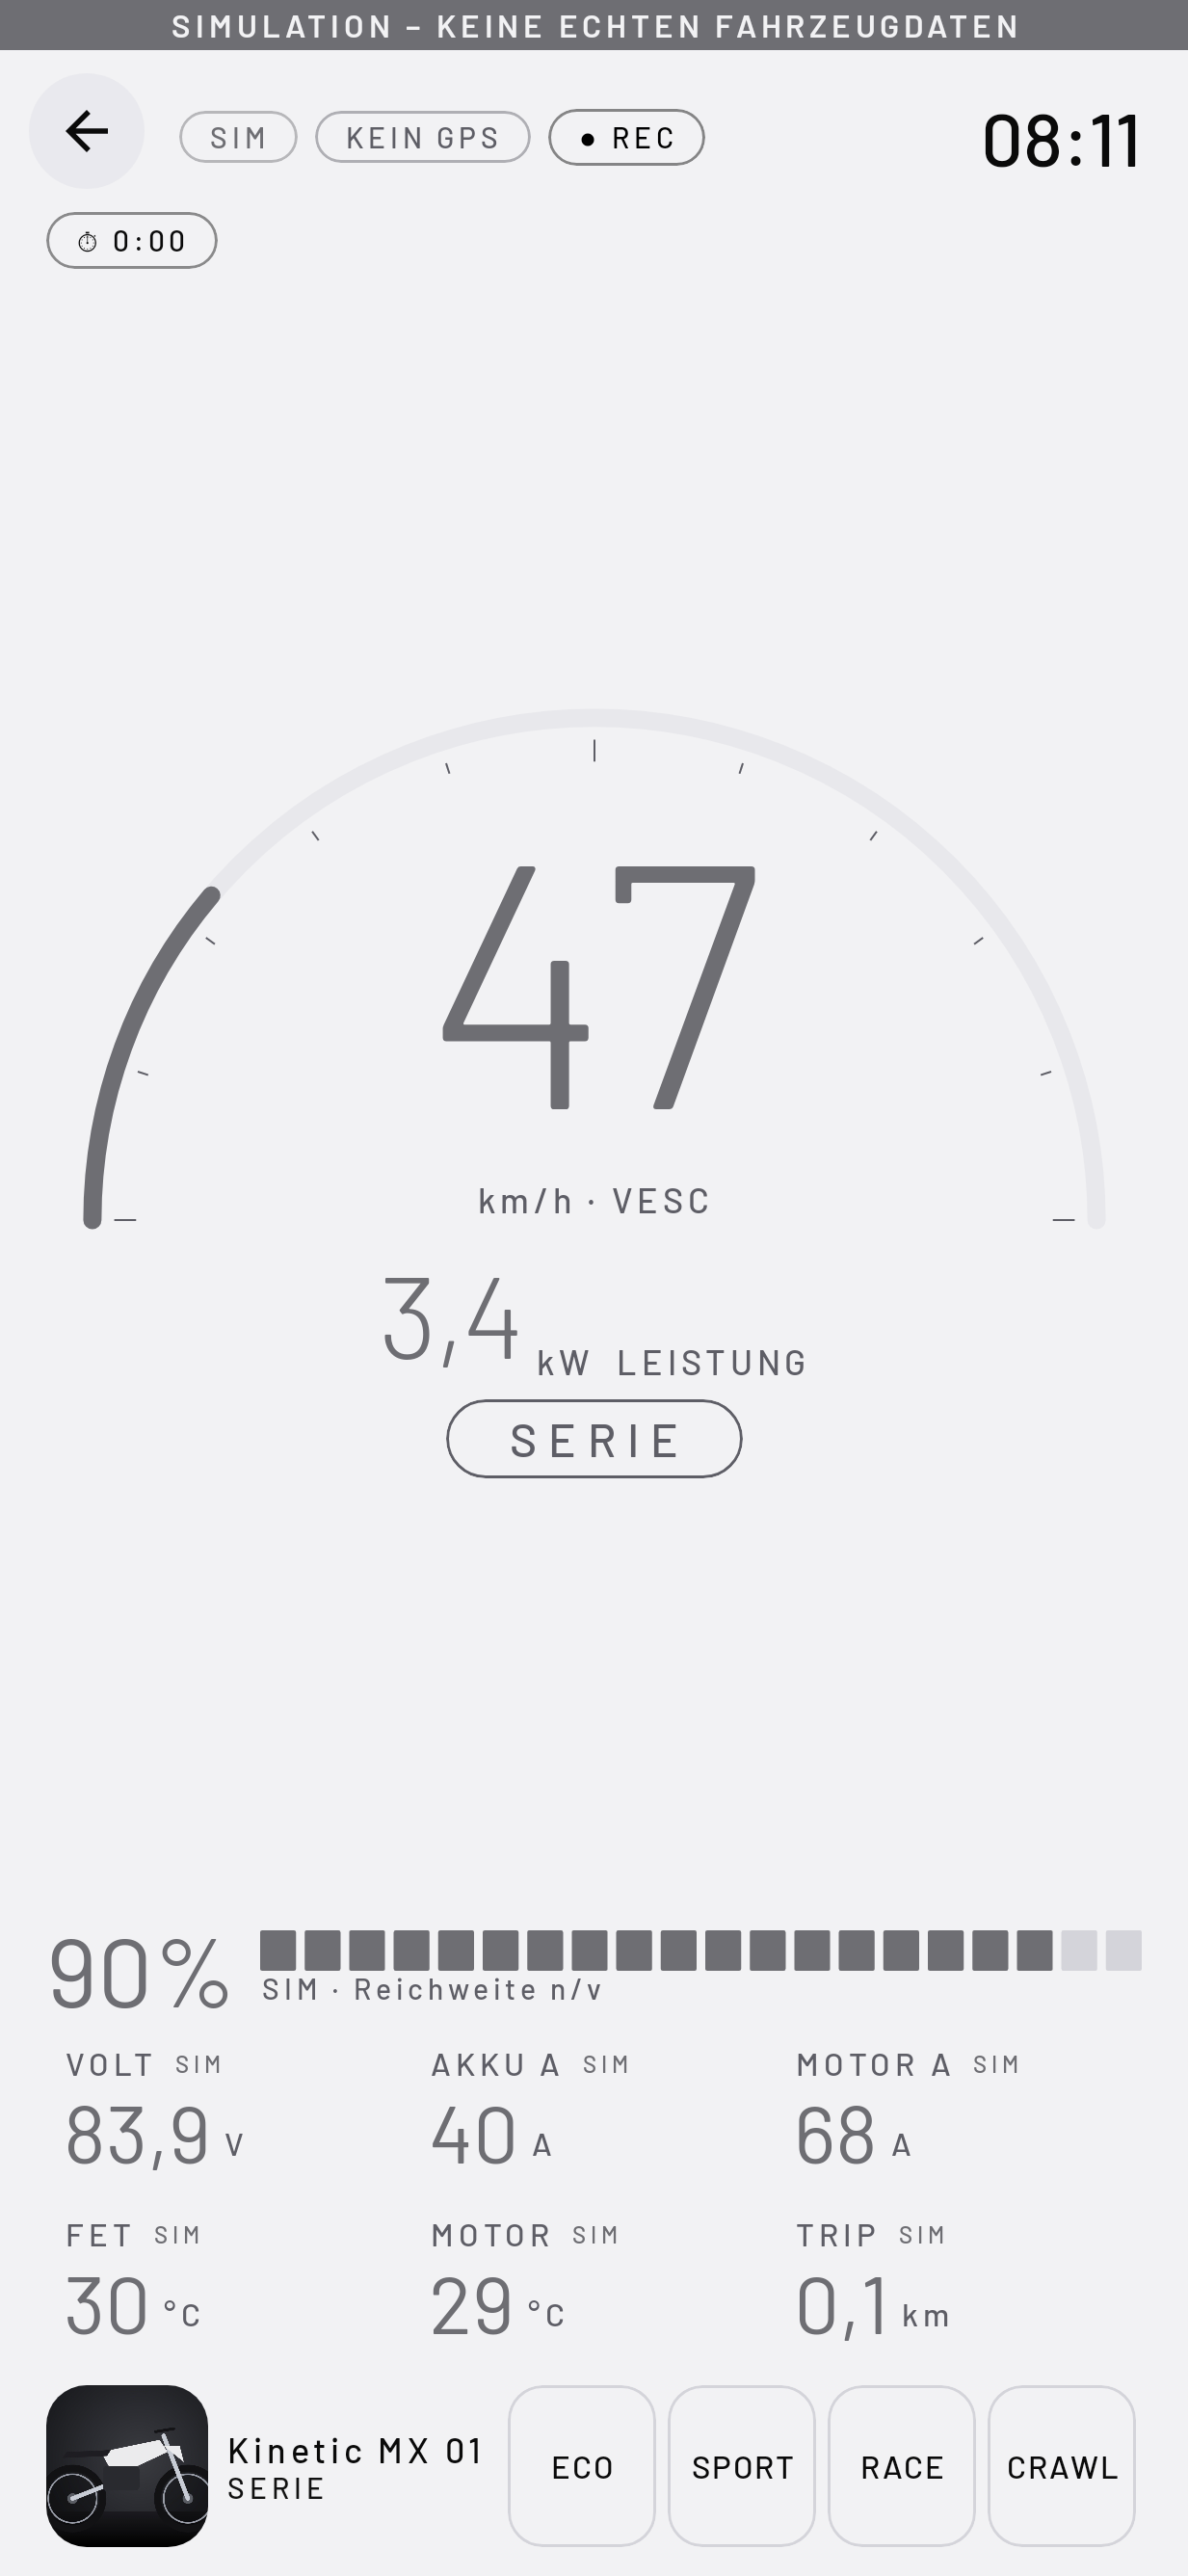 SIMULATION – KEINE ECHTEN FAHRZEUGDATEN
SIM KEIN GPS ● REC 08:11
⏱ 0:00
47
km/h · VESC
3,4 kW LEISTUNG
SERIE
90%
SIM · Reichweite n/v
VOLT SIM AKKU A SIM MOTOR A SIM
83,9 V 40 A 68 A
FET SIM MOTOR SIM TRIP SIM
30 °C 29 °C 0,1 km
Kinetic MX 01
SERIE
ECO SPORT RACE CRAWL